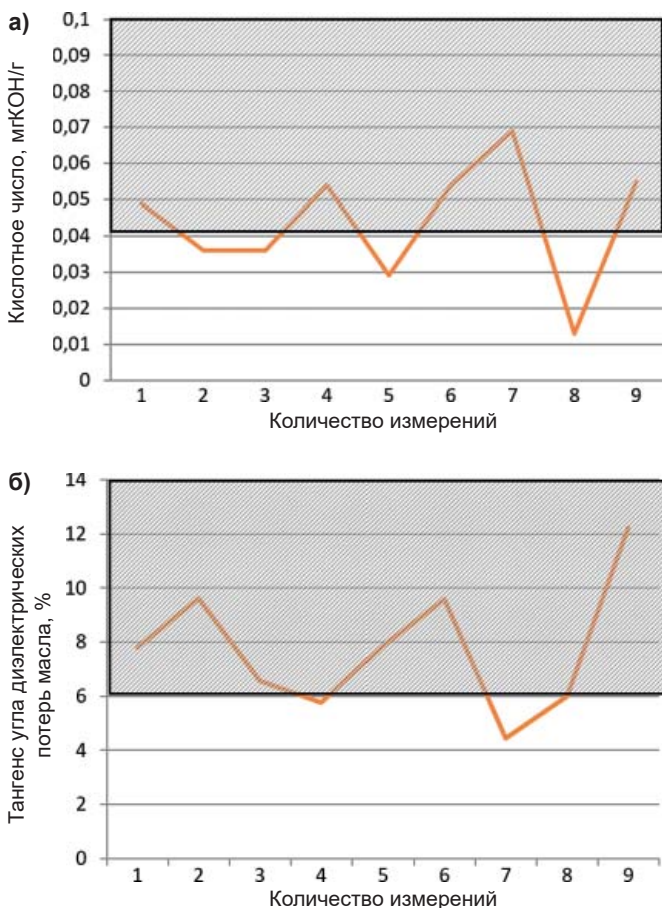 а)
Кислотное число, мгКОН/г
0,1
0,09
0,08
0,07
0,06
0,05
0,04
0,03
0,02
0,01
0
1 2 3 4 5 6 7 8 9
Количество измерений
б)
Тангенс угла диэлектрических
потерь масла, %
14
12
10
8
6
4
2
0
1 2 3 4 5 6 7 8 9
Количество измерений